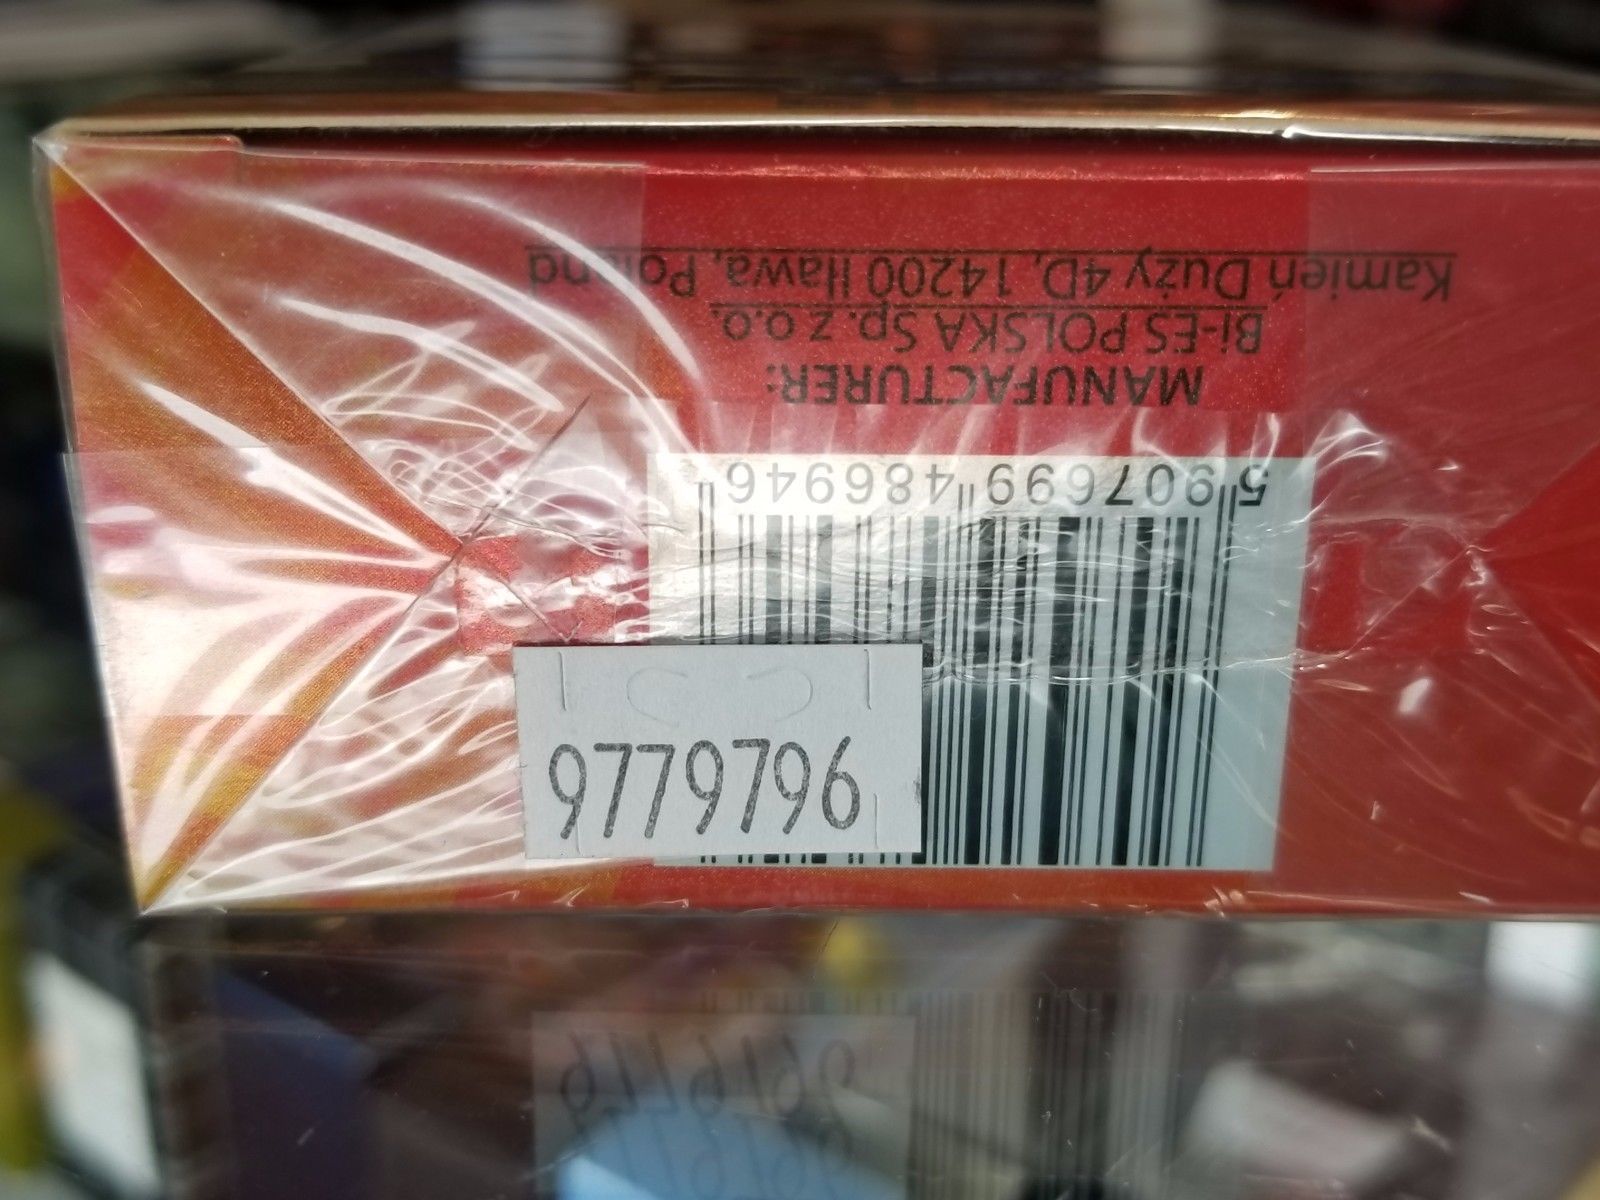 MANUFACTURER:
Bi-ES POLSKA Sp. z o.o.
Kamień Duży 4D, 14200 Iława, Poland
5 907699 486946
9779796